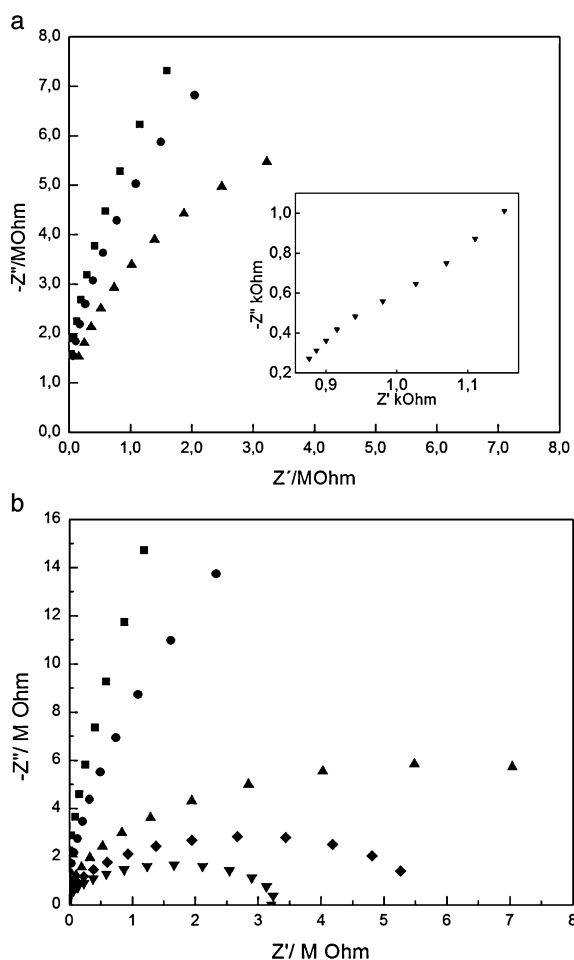 a
8,0
7,0
6,0
5,0
4,0
3,0
2,0
1,0
0,0
-Z"/MOhm
0,0 1,0 2,0 3,0 4,0 5,0 6,0 7,0 8,0
Z´/MOhm
1,0
0,8
0,6
0,4
0,2
-Z" kOhm
0,9 1,0 1,1
Z' kOhm
b
16
14
12
10
8
6
4
2
0
-Z"/ M Ohm
0 1 2 3 4 5 6 7 8
Z'/ M Ohm